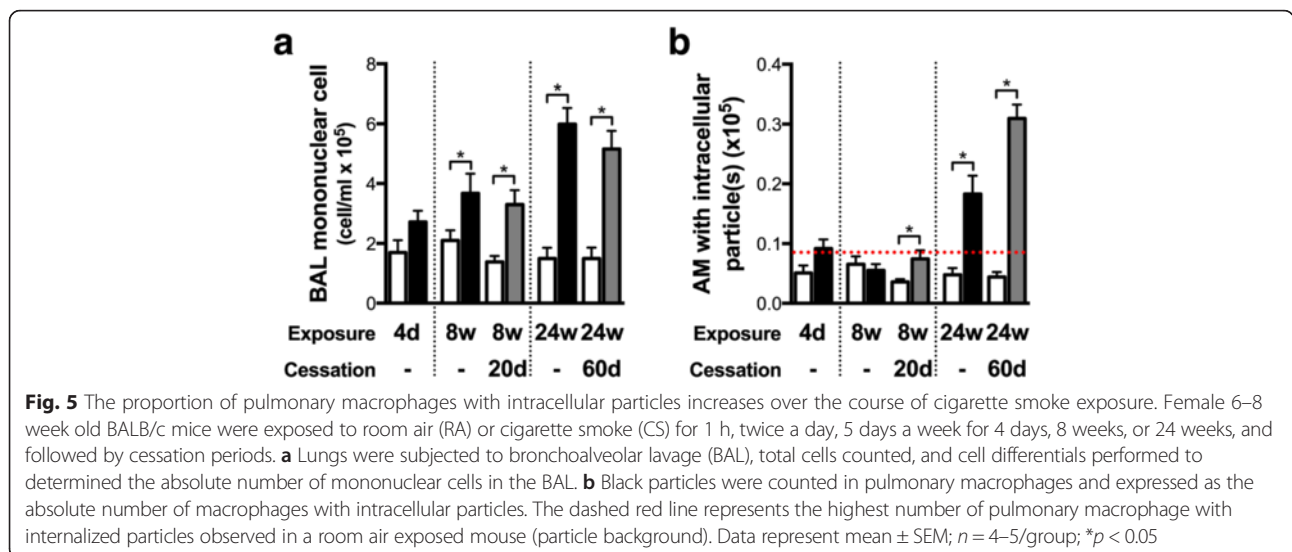 a
BAL mononuclear cell
(cell/ml x 10⁵)
8
6
4
2
0
*
*
*
*
Exposure 4d 8w 8w 24w 24w
Cessation - - 20d - 60d
b
AM with intracellular
particle(s) (x10⁵)
0.4
0.3
0.2
0.1
0.0
*
*
*
Exposure 4d 8w 8w 24w 24w
Cessation - - 20d - 60d
Fig. 5 The proportion of pulmonary macrophages with intracellular particles increases over the course of cigarette smoke exposure. Female 6–8
week old BALB/c mice were exposed to room air (RA) or cigarette smoke (CS) for 1 h, twice a day, 5 days a week for 4 days, 8 weeks, or 24 weeks, and
followed by cessation periods. a Lungs were subjected to bronchoalveolar lavage (BAL), total cells counted, and cell differentials performed to
determined the absolute number of mononuclear cells in the BAL. b Black particles were counted in pulmonary macrophages and expressed as the
absolute number of macrophages with intracellular particles. The dashed red line represents the highest number of pulmonary macrophage with
internalized particles observed in a room air exposed mouse (particle background). Data represent mean ± SEM; n = 4–5/group; *p < 0.05